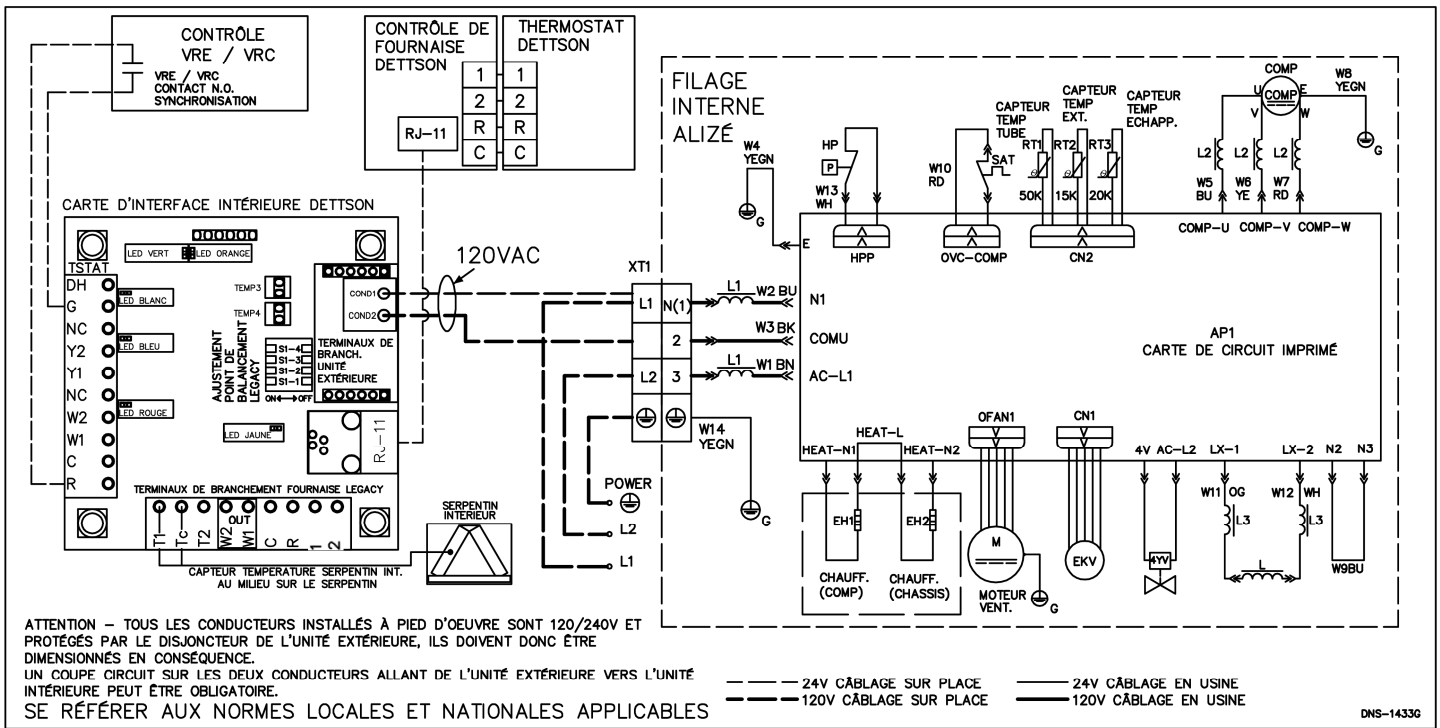 CONTRÔLE
VRE / VRC
VRE / VRC
CONTACT N.O.
SYNCHRONISATION
CONTRÔLE DE
FOURNAISE
DETTSON
RJ-11
1
2
R
C
THERMOSTAT
DETTSON
1
2
R
C
CARTE D'INTERFACE INTÉRIEURE DETTSON
LED VERT
LED ORANGE
TSTAT
DH
G
NC
Y2
Y1
NC
W2
W1
C
R
LED BLANC
LED BLEU
LED ROUGE
LED JAUNE
TEMP3
TEMP4
AJUSTEMENT
POINT DE
BALANCEMENT
LEGACY
S1-4
S1-3
S1-2
S1-1
ON OFF
COND1
COND2
TERMINAUX DE
BRANCH.
UNITÉ
EXTÉRIEURE
RJ-11
TERMINAUX DE BRANCHEMENT FOURNAISE LEGACY
T1
Tc
T2
W2
W1
OUT
C
R
1
2
CAPTEUR TEMPÉRATURE SERPENTIN INT.
AU MILIEU SUR LE SERPENTIN
SERPENTIN
INTERIEUR
120VAC
POWER
L2
L1
XT1
L1 N(1)
2
L2 3
FILAGE
INTERNE
ALIZÉ
W4
YEGN
G
HP
P
W13
WH
HPP
W10
RD
SAT
OVC-COMP
CAPTEUR
TEMP
TUBE
CAPTEUR
TEMP
EXT.
CAPTEUR
TEMP
ECHAPP.
RT1
RT2
RT3
θ
θ
θ
50K
15K
20K
CN2
COMP
COMP
U
V
W
E
W8
YEGN
G
L2
L2
L2
W5
BU
W6
YE
W7
RD
COMP-U
COMP-V
COMP-W
E
L1
W2 BU
N1
W3 BK
COMU
L1
W1 BN
AC-L1
AP1
CARTE DE CIRCUIT IMPRIMÉ
W14
YEGN
G
HEAT-N1
HEAT-L
HEAT-N2
EH1
EH2
CHAUFF.
(COMP)
CHAUFF.
(CHASSIS)
OFAN1
M
MOTEUR
VENT.
G
CN1
EKV
4V
AC-L2
4YV
LX-1
LX-2
W11
OG
L3
W12
WH
L3
L
N2
N3
W9BU
ATTENTION – TOUS LES CONDUCTEURS INSTALLÉS À PIED D'OEUVRE SONT 120/240V ET
PROTÉGÉS PAR LE DISJONCTEUR DE L'UNITÉ EXTÉRIEURE, ILS DOIVENT DONC ÊTRE
DIMENSIONNÉS EN CONSÉQUENCE.
UN COUPE CIRCUIT SUR LES DEUX CONDUCTEURS ALLANT DE L'UNITÉ EXTÉRIEURE VERS L'UNITÉ
INTÉRIEURE PEUT ÊTRE OBLIGATOIRE.
SE RÉFÉRER AUX NORMES LOCALES ET NATIONALES APPLICABLES
24V CÂBLAGE SUR PLACE
120V CÂBLAGE SUR PLACE
24V CÂBLAGE EN USINE
120V CÂBLAGE EN USINE
DNS-1433G